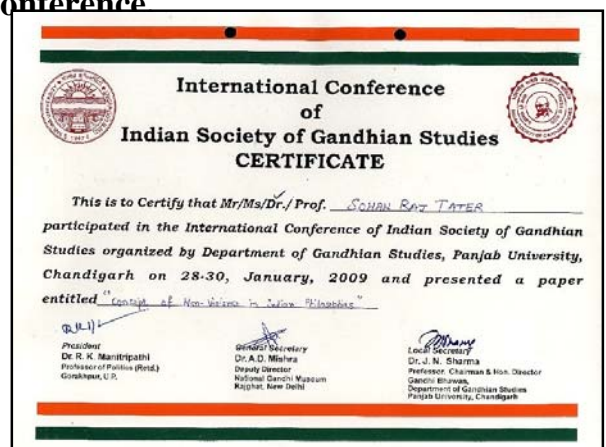 onference
International Conference
of
Indian Society of Gandhian Studies
CERTIFICATE
This is to Certify that Mr/Ms/Dr./ Prof. SOHAN RAJ TATER
participated in the International Conference of Indian Society of Gandhian
Studies organized by Department of Gandhian Studies, Panjab University,
Chandigarh on 28-30, January, 2009 and presented a paper
entitled "Concept of Non-Violence in Indian Philosophies"
President
Dr. R. K. Manitripathi
Professor of Politics (Retd.)
Gorakhpur, U.P.
General Secretary
Dr. A.D. Mishra
Deputy Director
National Gandhi Museum
Rajghat, New Delhi
Local Secretary
Dr. J. N. Sharma
Professor, Chairman & Hon. Director
Gandhi Bhawan,
Department of Gandhian Studies
Panjab University, Chandigarh